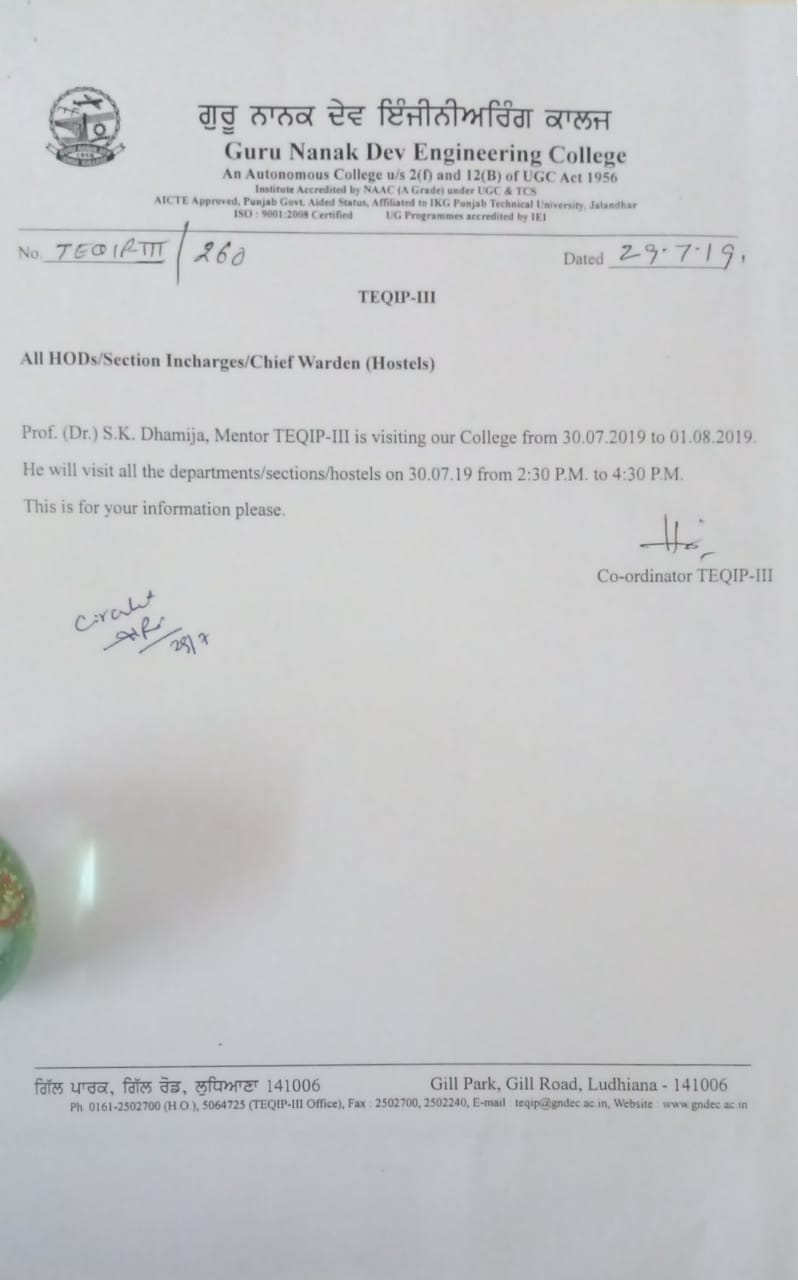 ਗੁਰੂ ਨਾਨਕ ਦੇਵ ਇੰਜੀਨੀਅਰਿੰਗ ਕਾਲਜ
Guru Nanak Dev Engineering College
An Autonomous College u/s 2(f) and 12(B) of UGC Act 1956
Institute Accredited by NAAC (A Grade) under UGC & TCS
AICTE Approved, Punjab Govt. Aided Status, Affiliated to IKG Punjab Technical University, Jalandhar
ISO : 9001:2008 Certified UG Programmes accredited by IEI
No. TEQIP-III / 260 Dated 29.7.19.
TEQIP-III
All HODs/Section Incharges/Chief Warden (Hostels)
Prof. (Dr.) S.K. Dhamija, Mentor TEQIP-III is visiting our College from 30.07.2019 to 01.08.2019.
He will visit all the departments/sections/hostels on 30.07.19 from 2:30 P.M. to 4:30 P.M.
This is for your information please.
Co-ordinator TEQIP-III
ਗਿੱਲ ਪਾਰਕ, ਗਿੱਲ ਰੋਡ, ਲੁਧਿਆਣਾ 141006 Gill Park, Gill Road, Ludhiana - 141006
Ph. 0161-2502700 (H.O.), 5064725 (TEQIP-III Office), Fax : 2502700, 2502240, E-mail : teqip@gndec.ac.in, Website : www.gndec.ac.in